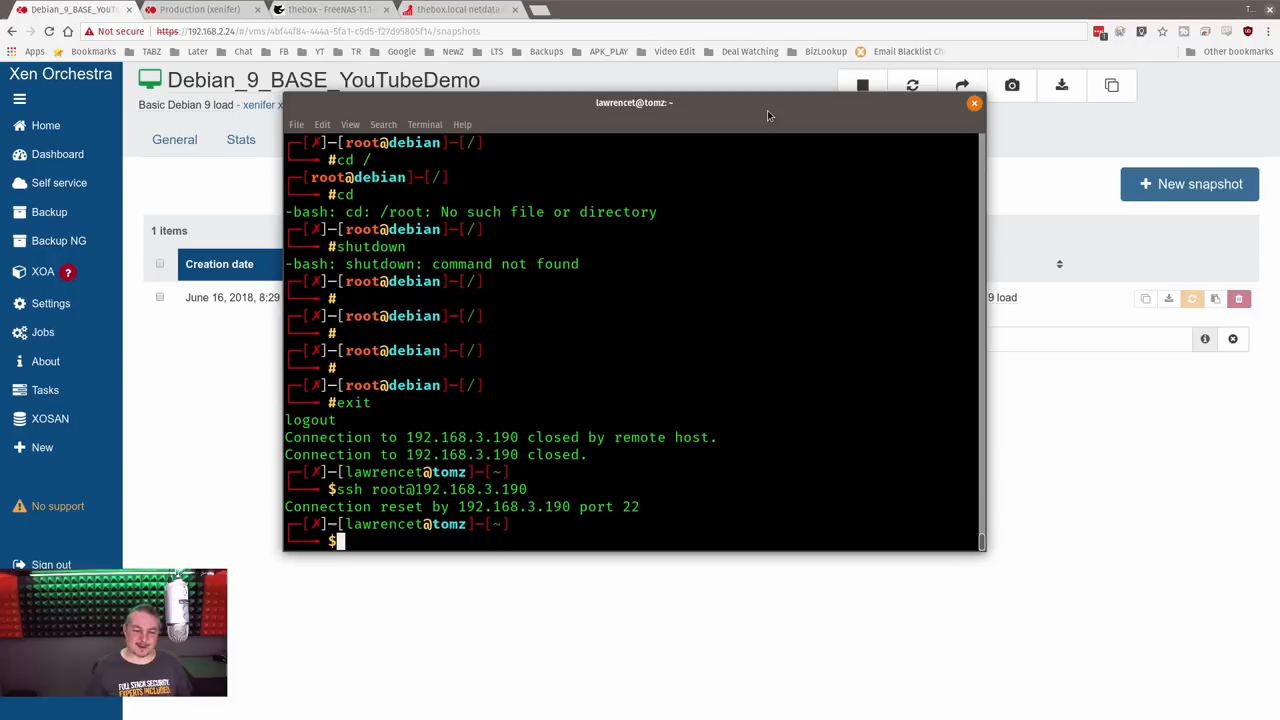 Debian_9_BASE_YouTubeDemo
Production (xenifer)
thebox - FreeNAS-11.1
thebox.local netdata
T...
Not secure
https://192.168.2.24/#/vms/4bf44f84-444a-5fa1-c5d5-f27d95805f14/snapshots
Apps
Bookmarks
TABZ
Later
Chat
FB
YT
TR
Google
NewZ
LTS
Backups
APK_PLAY
Video Edit
Deal Watching
BizLookup
Email Blacklist Ch
Other bookmarks
Xen Orchestra
Home
Dashboard
Self service
Backup
Backup NG
XOA ?
Settings
Jobs
About
Tasks
XOSAN
New
No support
Sign out
Debian_9_BASE_YouTubeDemo
Basic Debian 9 load - xenifer x
General
Stats
+ New snapshot
1 items
Creation date
June 16, 2018, 8:29
9 load
lawrencet@tomz: ~
File Edit View Search Terminal Help
┌─[✗]─[root@debian]─[/]
└──╼ #cd /
┌─[root@debian]─[/]
└──╼ #cd
-bash: cd: /root: No such file or directory
┌─[✗]─[root@debian]─[/]
└──╼ #shutdown
-bash: shutdown: command not found
┌─[✗]─[root@debian]─[/]
└──╼ #
┌─[✗]─[root@debian]─[/]
└──╼ #
┌─[✗]─[root@debian]─[/]
└──╼ #
┌─[✗]─[root@debian]─[/]
└──╼ #exit
logout
Connection to 192.168.3.190 closed by remote host.
Connection to 192.168.3.190 closed.
┌─[✗]─[lawrencet@tomz]─[~]
└──╼ $ssh root@192.168.3.190
Connection reset by 192.168.3.190 port 22
┌─[✗]─[lawrencet@tomz]─[~]
└──╼ $
FULL STACK SECURITY.
EXPERTS INCLUDED.